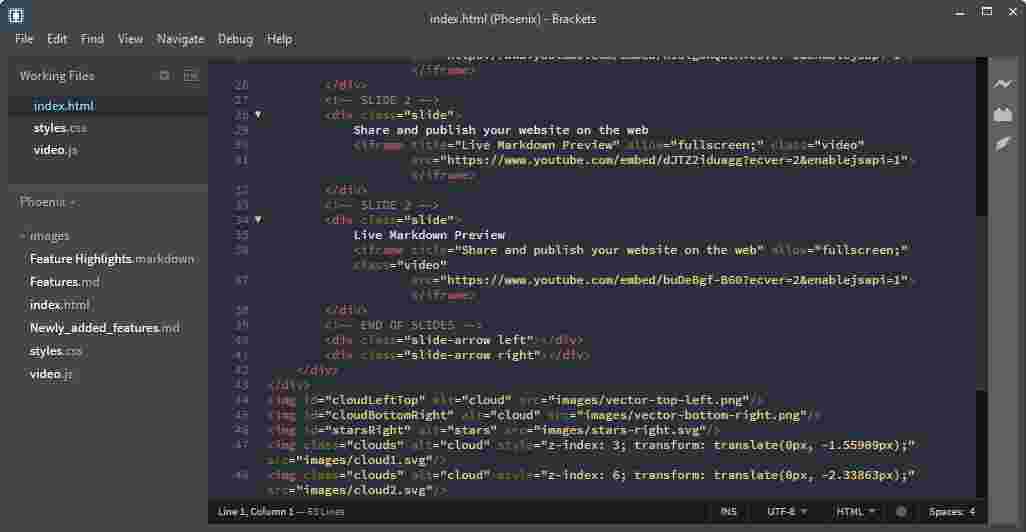 index.html (Phoenix) - Brackets
File Edit Find View Navigate Debug Help
Working Files
index.html
styles.css
video.js
Phoenix
images
Feature Highlights.markdown
Features.md
index.html
Newly_added_features.md
styles.css
video.js
</iframe>
26 </div>
27 <!-- SLIDE 2 -->
28 <div class="slide">
29 Share and publish your website on the web
30 <iframe title="Live Markdown Preview" allow="fullscreen;" class="video"
31 src="https://www.youtube.com/embed/dJTZ2iduagg?ecver=2&enablejsapi=1">
</iframe>
32 </div>
33 <!-- SLIDE 2 -->
34 <div class="slide">
35 Live Markdown Preview
36 <iframe title="Share and publish your website on the web" allow="fullscreen;"
class="video"
37 src="https://www.youtube.com/embed/buDeBgf-B60?ecver=2&enablejsapi=1">
</iframe>
38 </div>
39 <!-- END OF SLIDES -->
40 <div class="slide-arrow left"></div>
41 <div class="slide-arrow right"></div>
42 </div>
43 </div>
44 <img id="cloudLeftTop" alt="cloud" src="images/vector-top-left.png"/>
45 <img id="cloudBottomRight" alt="cloud" src="images/vector-bottom-right.png"/>
46 <img id="starsRight" alt="stars" src="images/stars-right.svg"/>
47 <img class="clouds" alt="cloud" style="z-index: 3; transform: translate(0px, -1.55909px);"
src="images/cloud1.svg"/>
48 <img class="clouds" alt="cloud" style="z-index: 6; transform: translate(0px, -2.33863px);"
src="images/cloud2.svg"/>
Line 1, Column 1 — 53 Lines INS UTF-8 HTML Spaces: 4